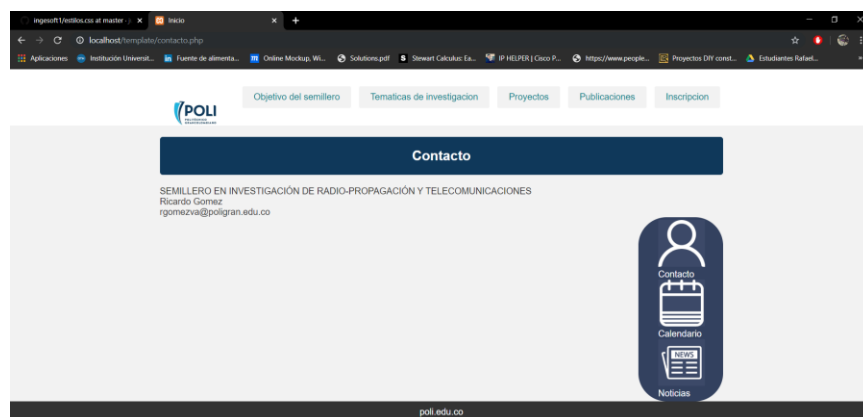 ingesoft1/estilos.css at master · j
Inicio
localhost/template/contacto.php
Aplicaciones
Institución Universit...
Fuente de alimenta...
Online Mockup, Wi...
Solutions.pdf
Stewart Calculus: Ea...
IP HELPER | Cisco P...
https://www.people...
Proyectos DIY const...
Estudiantes Rafael...
POLI
Objetivo del semillero
Tematicas de investigacion
Proyectos
Publicaciones
Inscripcion
Contacto
SEMILLERO EN INVESTIGACIÓN DE RADIO-PROPAGACIÓN Y TELECOMUNICACIONES
Ricardo Gomez
rgomezva@poligran.edu.co
Contacto
Calendario
NEWS
Noticias
poli.edu.co